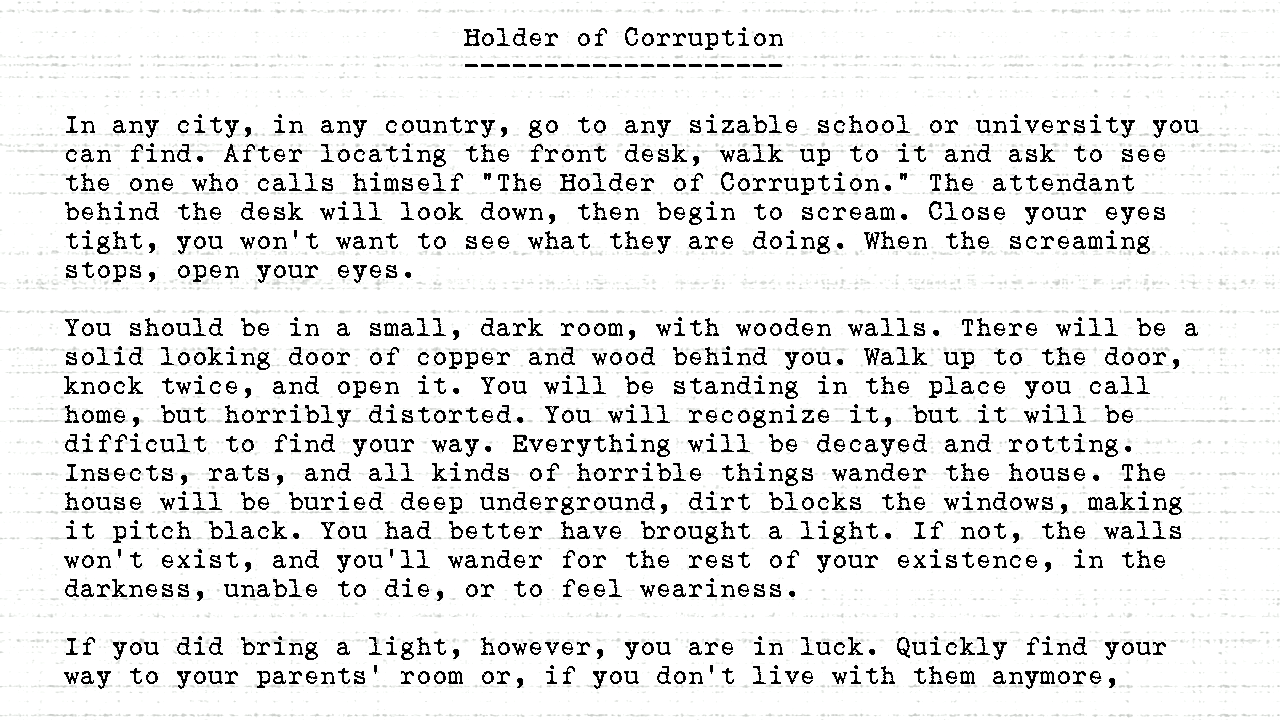 Holder of Corruption
--------------------
In any city, in any country, go to any sizable school or university you
can find. After locating the front desk, walk up to it and ask to see
the one who calls himself "The Holder of Corruption." The attendant
behind the desk will look down, then begin to scream. Close your eyes
tight, you won't want to see what they are doing. When the screaming
stops, open your eyes.
You should be in a small, dark room, with wooden walls. There will be a
solid looking door of copper and wood behind you. Walk up to the door,
knock twice, and open it. You will be standing in the place you call
home, but horribly distorted. You will recognize it, but it will be
difficult to find your way. Everything will be decayed and rotting.
Insects, rats, and all kinds of horrible things wander the house. The
house will be buried deep underground, dirt blocks the windows, making
it pitch black. You had better have brought a light. If not, the walls
won't exist, and you'll wander for the rest of your existence, in the
darkness, unable to die, or to feel weariness.
If you did bring a light, however, you are in luck. Quickly find your
way to your parents' room or, if you don't live with them anymore,